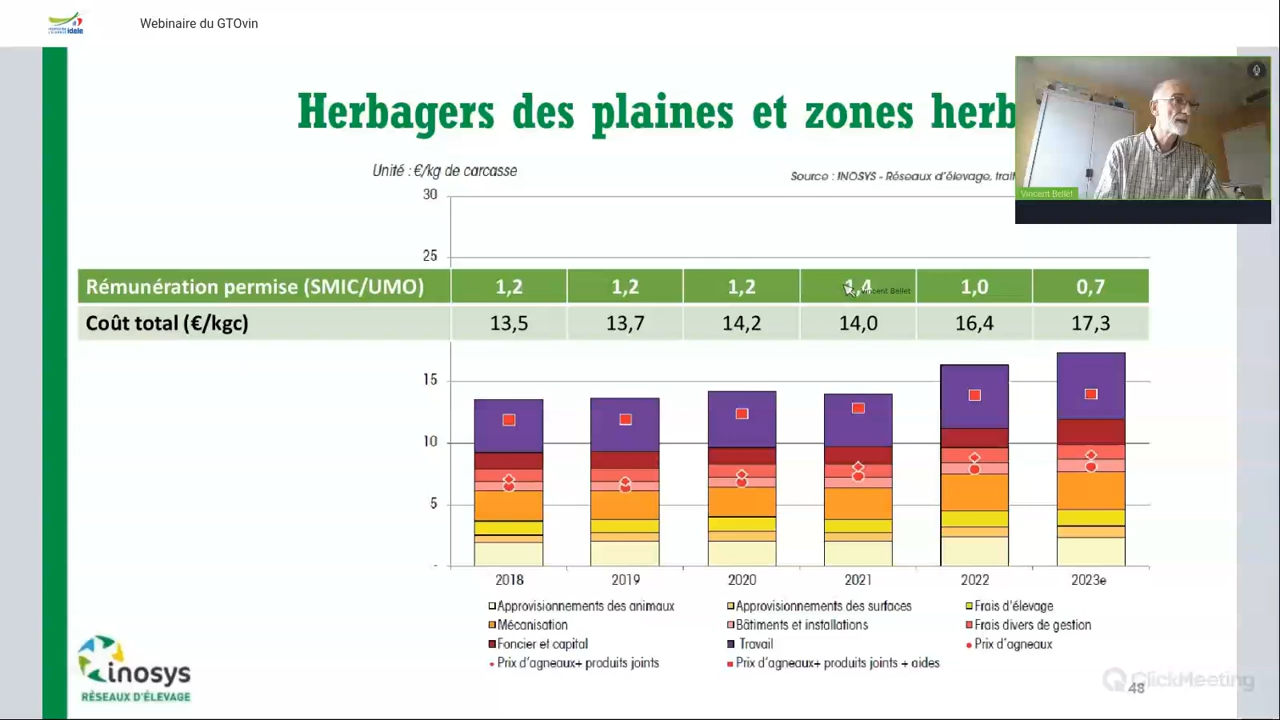 idele
Webinaire du GTOvin
Herbagers des plaines et zones herb
Unité : €/kg de carcasse
Source : INOSYS - Réseaux d'élevage, trait
Vincent Bellet
30
25
Rémunération permise (SMIC/UMO) 1,2 1,2 1,2 1,4 1,0 0,7
Vincent Bellet
Coût total (€/kgc) 13,5 13,7 14,2 14,0 16,4 17,3
15
10
5
-
2018 2019 2020 2021 2022 2023e
Approvisionnements des animaux Approvisionnements des surfaces Frais d'élevage
Mécanisation Bâtiments et installations Frais divers de gestion
Foncier et capital Travail Prix d'agneaux
Prix d'agneaux+ produits joints Prix d'agneaux+ produits joints + aides
inosys
RÉSEAUX D'ÉLEVAGE
ClickMeeting
48